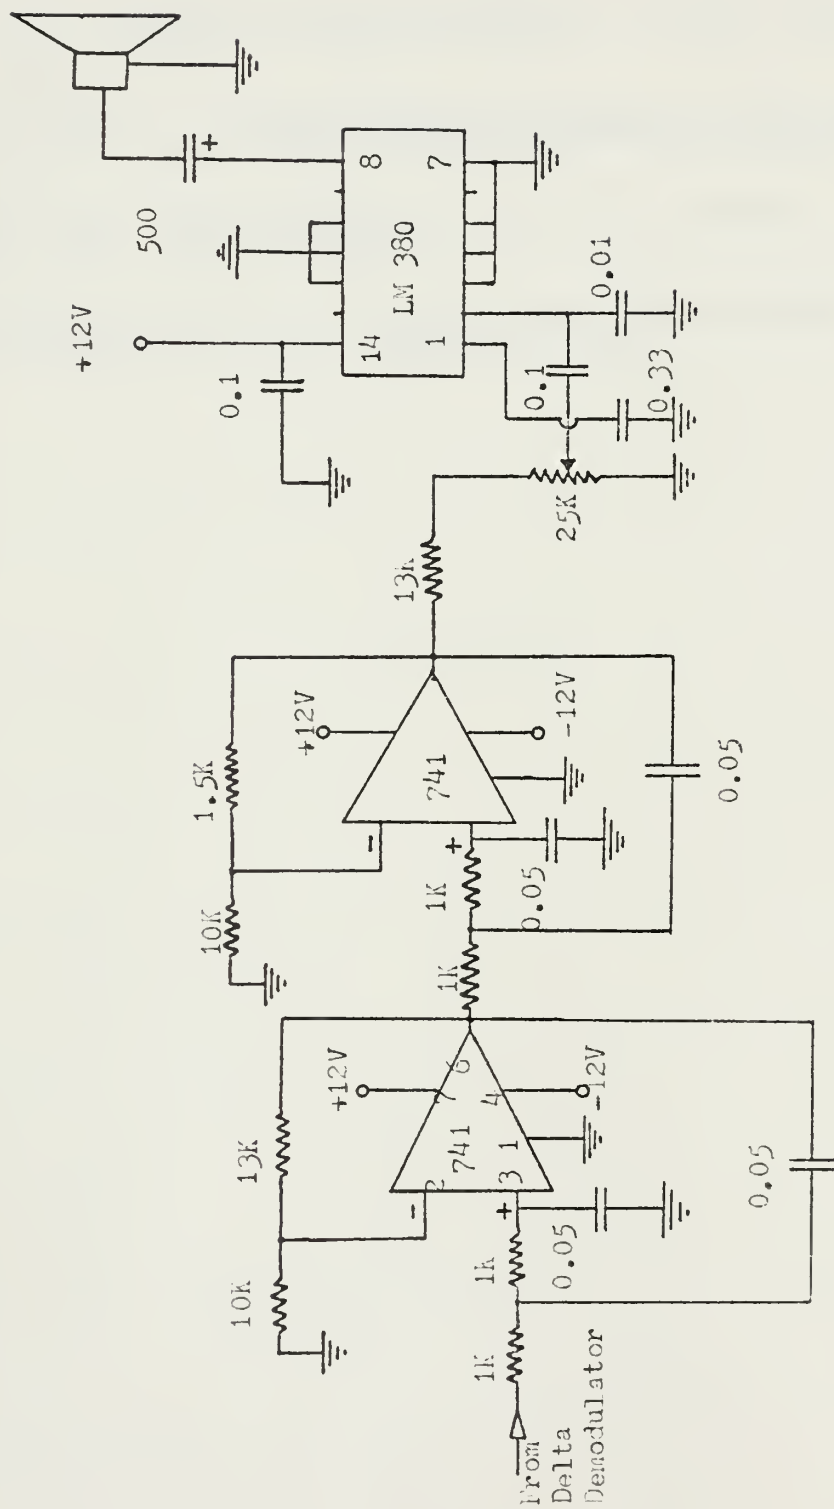 +12V
500
0.1
14
8
LM 380
1
7
0.1
0.01
0.33
25K
13K
1.5K
10K
+12V
741
-12V
-
+
1K
1K
0.05
0.05
13K
10K
+12V
7
6
741
2
3
1
4
-12V
-
+
1K
1K
0.05
0.05
From
Delta
Demodulator
+